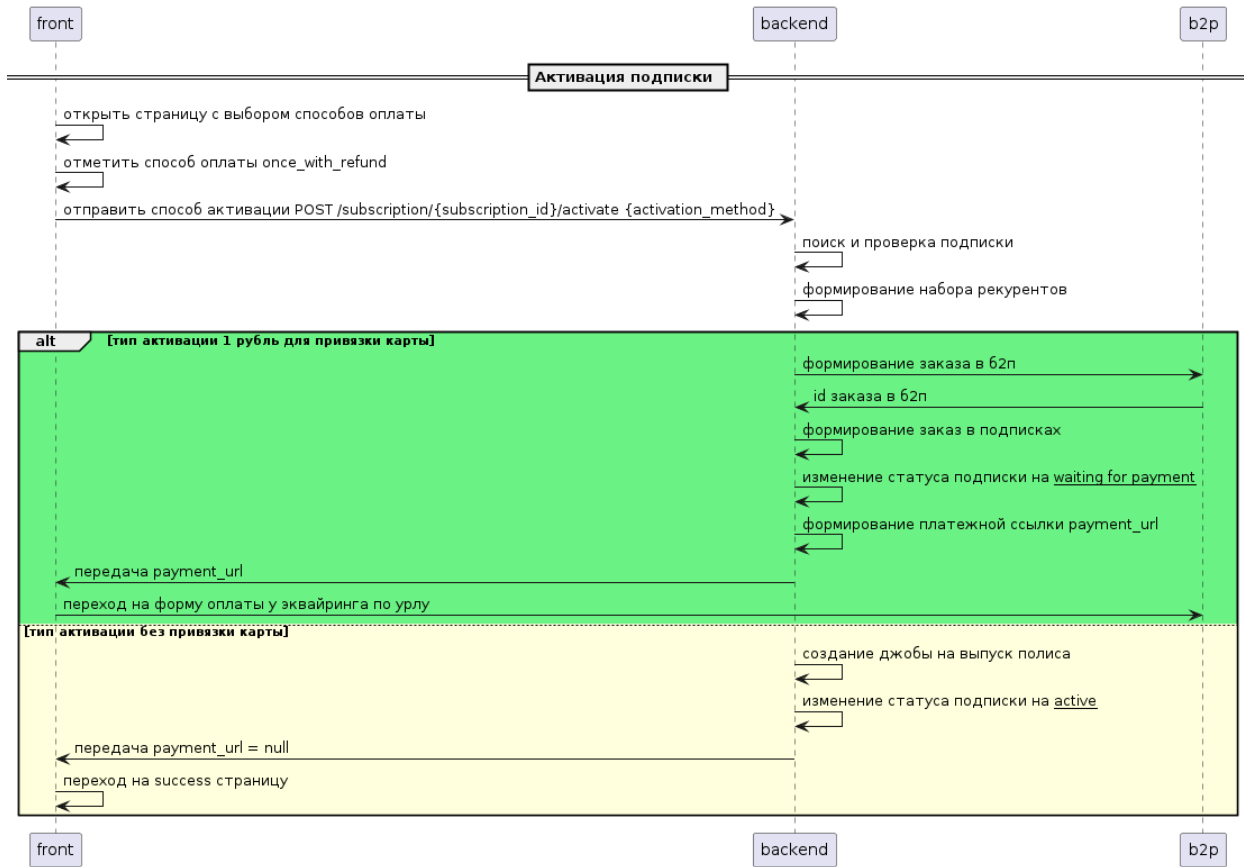 front backend b2p
Активация подписки
открыть страницу с выбором способов оплаты
отметить способ оплаты once_with_refund
отправить способ активации POST /subscription/{subscription_id}/activate {activation_method}
поиск и проверка подписки
формирование набора рекурентов
alt [тип активации 1 рубль для привязки карты]
формирование заказа в б2п
id заказа в б2п
формирование заказ в подписках
изменение статуса подписки на waiting for payment
формирование платежной ссылки payment_url
передача payment_url
переход на форму оплаты у эквайринга по урлу
[тип активации без привязки карты]
создание джобы на выпуск полиса
изменение статуса подписки на active
передача payment_url = null
переход на success страницу
front backend b2p